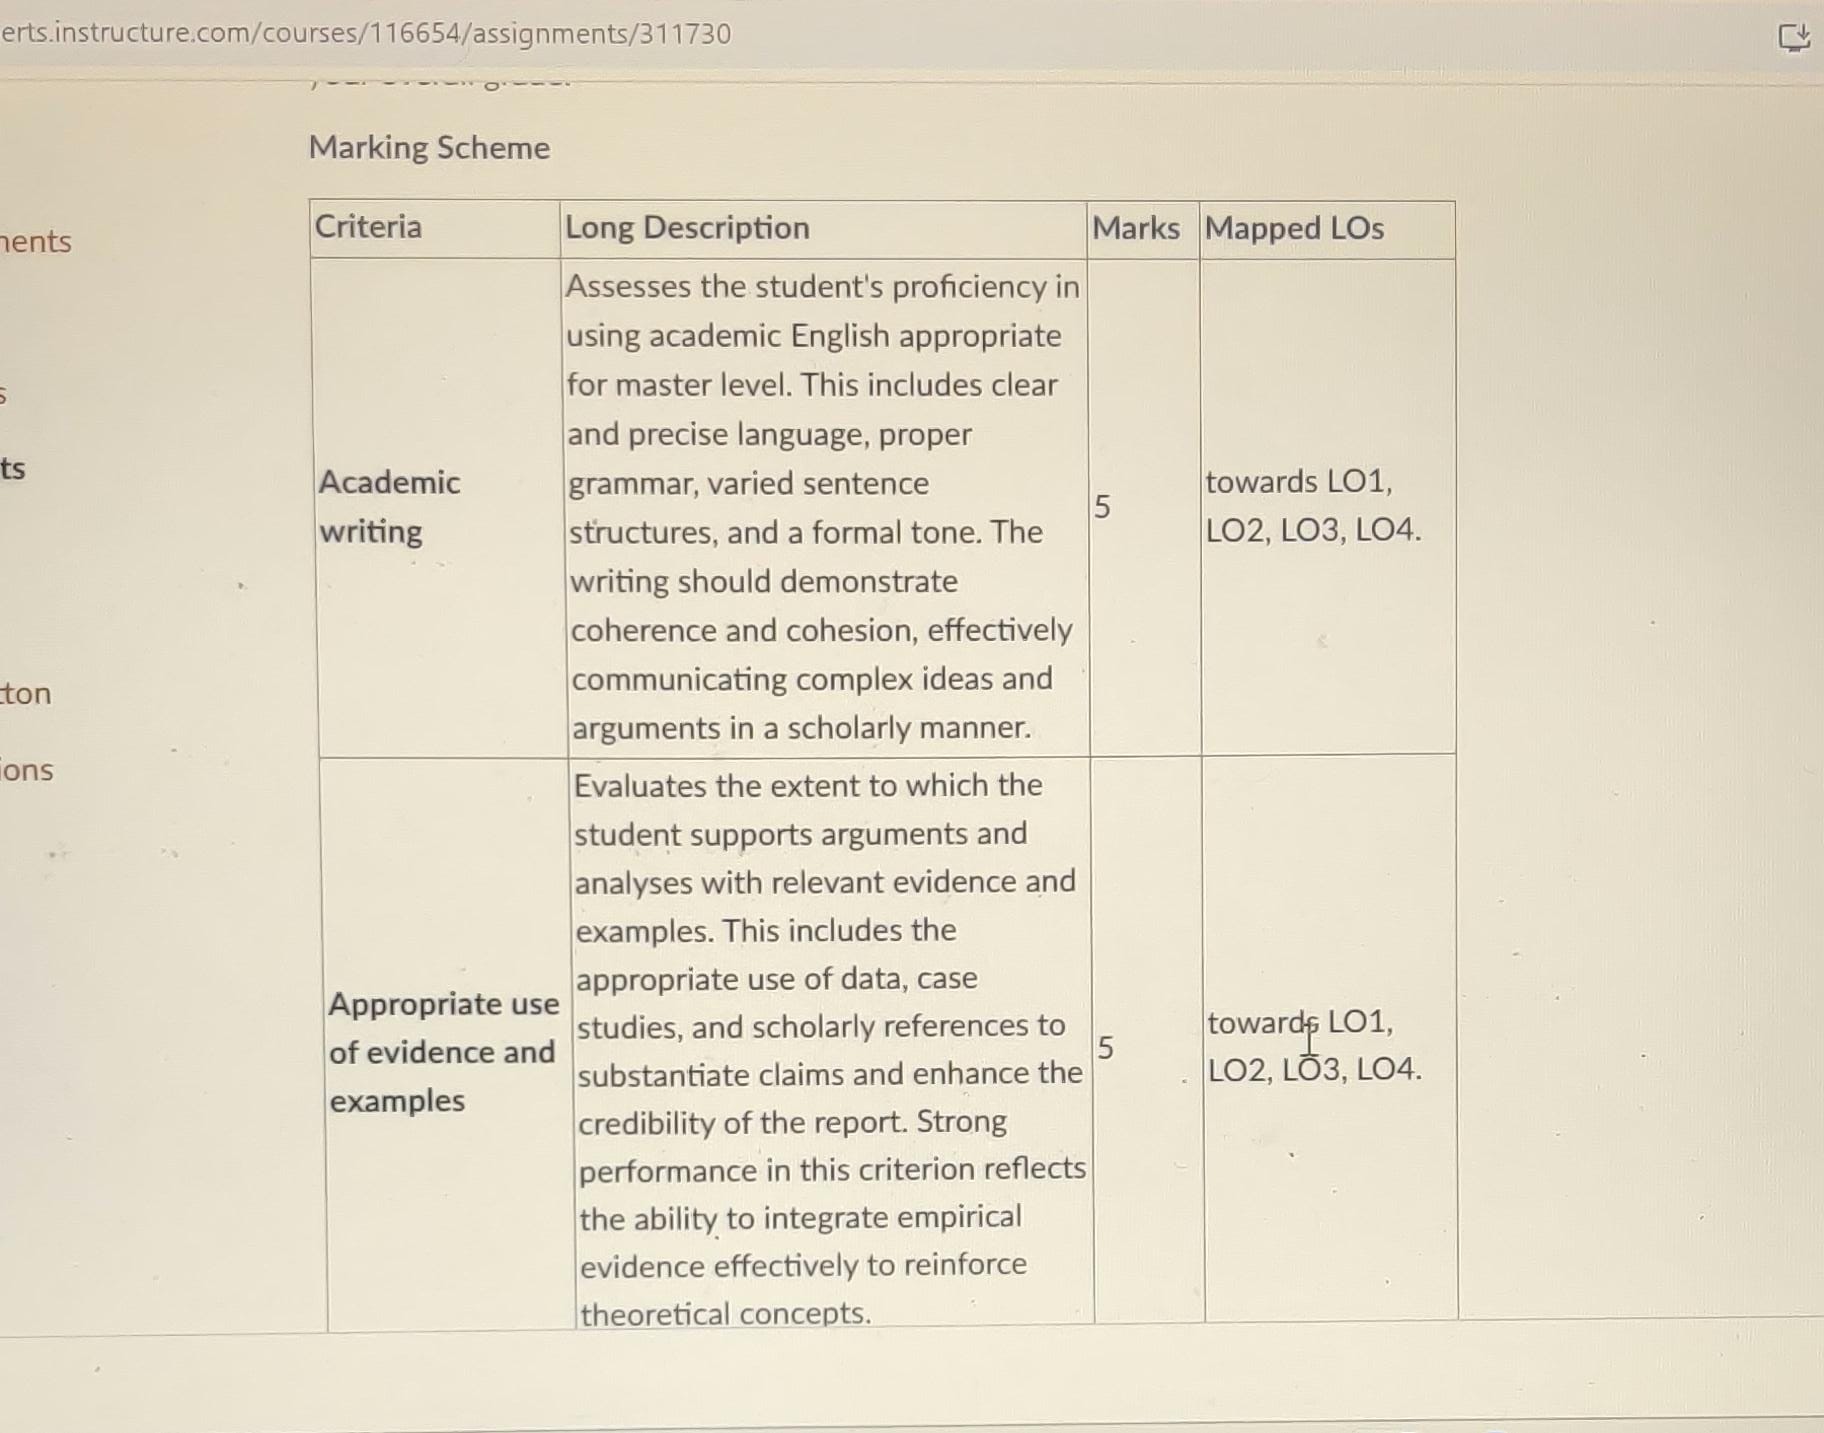 erts.instructure.com/courses/116654/assignments/311730
your overall grade.
Marking Scheme
Criteria
Long Description
Marks
Mapped LOs
Academic
writing
Assesses the student's proficiency in
using academic English appropriate
for master level. This includes clear
and precise language, proper
grammar, varied sentence
structures, and a formal tone. The
writing should demonstrate
coherence and cohesion, effectively
communicating complex ideas and
arguments in a scholarly manner.
5
towards LO1,
LO2, LO3, LO4.
Appropriate use
of evidence and
examples
Evaluates the extent to which the
student supports arguments and
analyses with relevant evidence and
examples. This includes the
appropriate use of data, case
studies, and scholarly references to
substantiate claims and enhance the
credibility of the report. Strong
performance in this criterion reflects
the ability to integrate empirical
evidence effectively to reinforce
theoretical concepts.
5
towards LO1,
LO2, LO3, LO4.
nents
s
ts
tton
ions